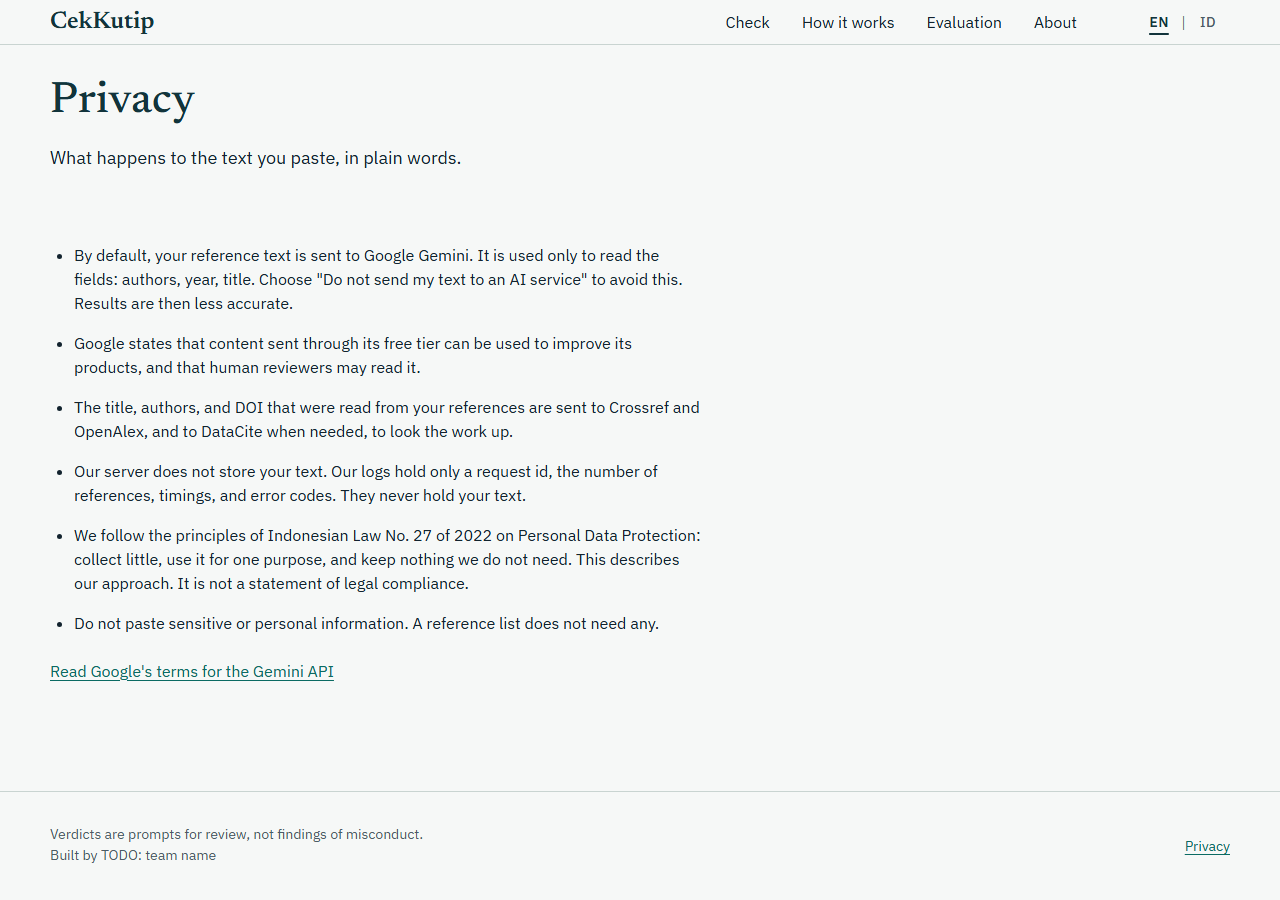 CekKutip
Check How it works Evaluation About EN | ID
Privacy
What happens to the text you paste, in plain words.
• By default, your reference text is sent to Google Gemini. It is used only to read the
fields: authors, year, title. Choose "Do not send my text to an AI service" to avoid this.
Results are then less accurate.
• Google states that content sent through its free tier can be used to improve its
products, and that human reviewers may read it.
• The title, authors, and DOI that were read from your references are sent to Crossref and
OpenAlex, and to DataCite when needed, to look the work up.
• Our server does not store your text. Our logs hold only a request id, the number of
references, timings, and error codes. They never hold your text.
• We follow the principles of Indonesian Law No. 27 of 2022 on Personal Data Protection:
collect little, use it for one purpose, and keep nothing we do not need. This describes
our approach. It is not a statement of legal compliance.
• Do not paste sensitive or personal information. A reference list does not need any.
Read Google's terms for the Gemini API
Verdicts are prompts for review, not findings of misconduct.
Built by TODO: team name
Privacy